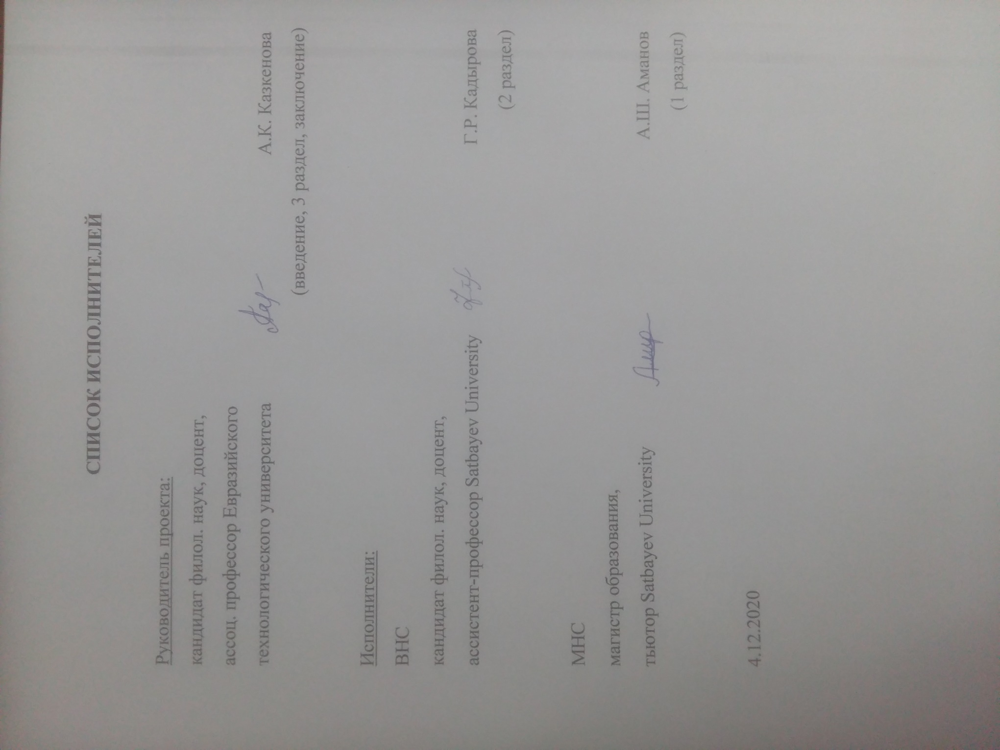 СПИСОК ИСПОЛНИТЕЛЕЙ
Руководитель проекта:
кандидат филол. наук, доцент,
ассоц. профессор Евразийского
технологического университета А.К. Казкенова
(введение, 3 раздел, заключение)
Исполнители:
ВНС
кандидат филол. наук, доцент,
ассистент-профессор Satbayev University Г.Р. Кадырова
(2 раздел)
МНС
магистр образования,
тьютор Satbayev University А.Ш. Аманов
(1 раздел)
4.12.2020